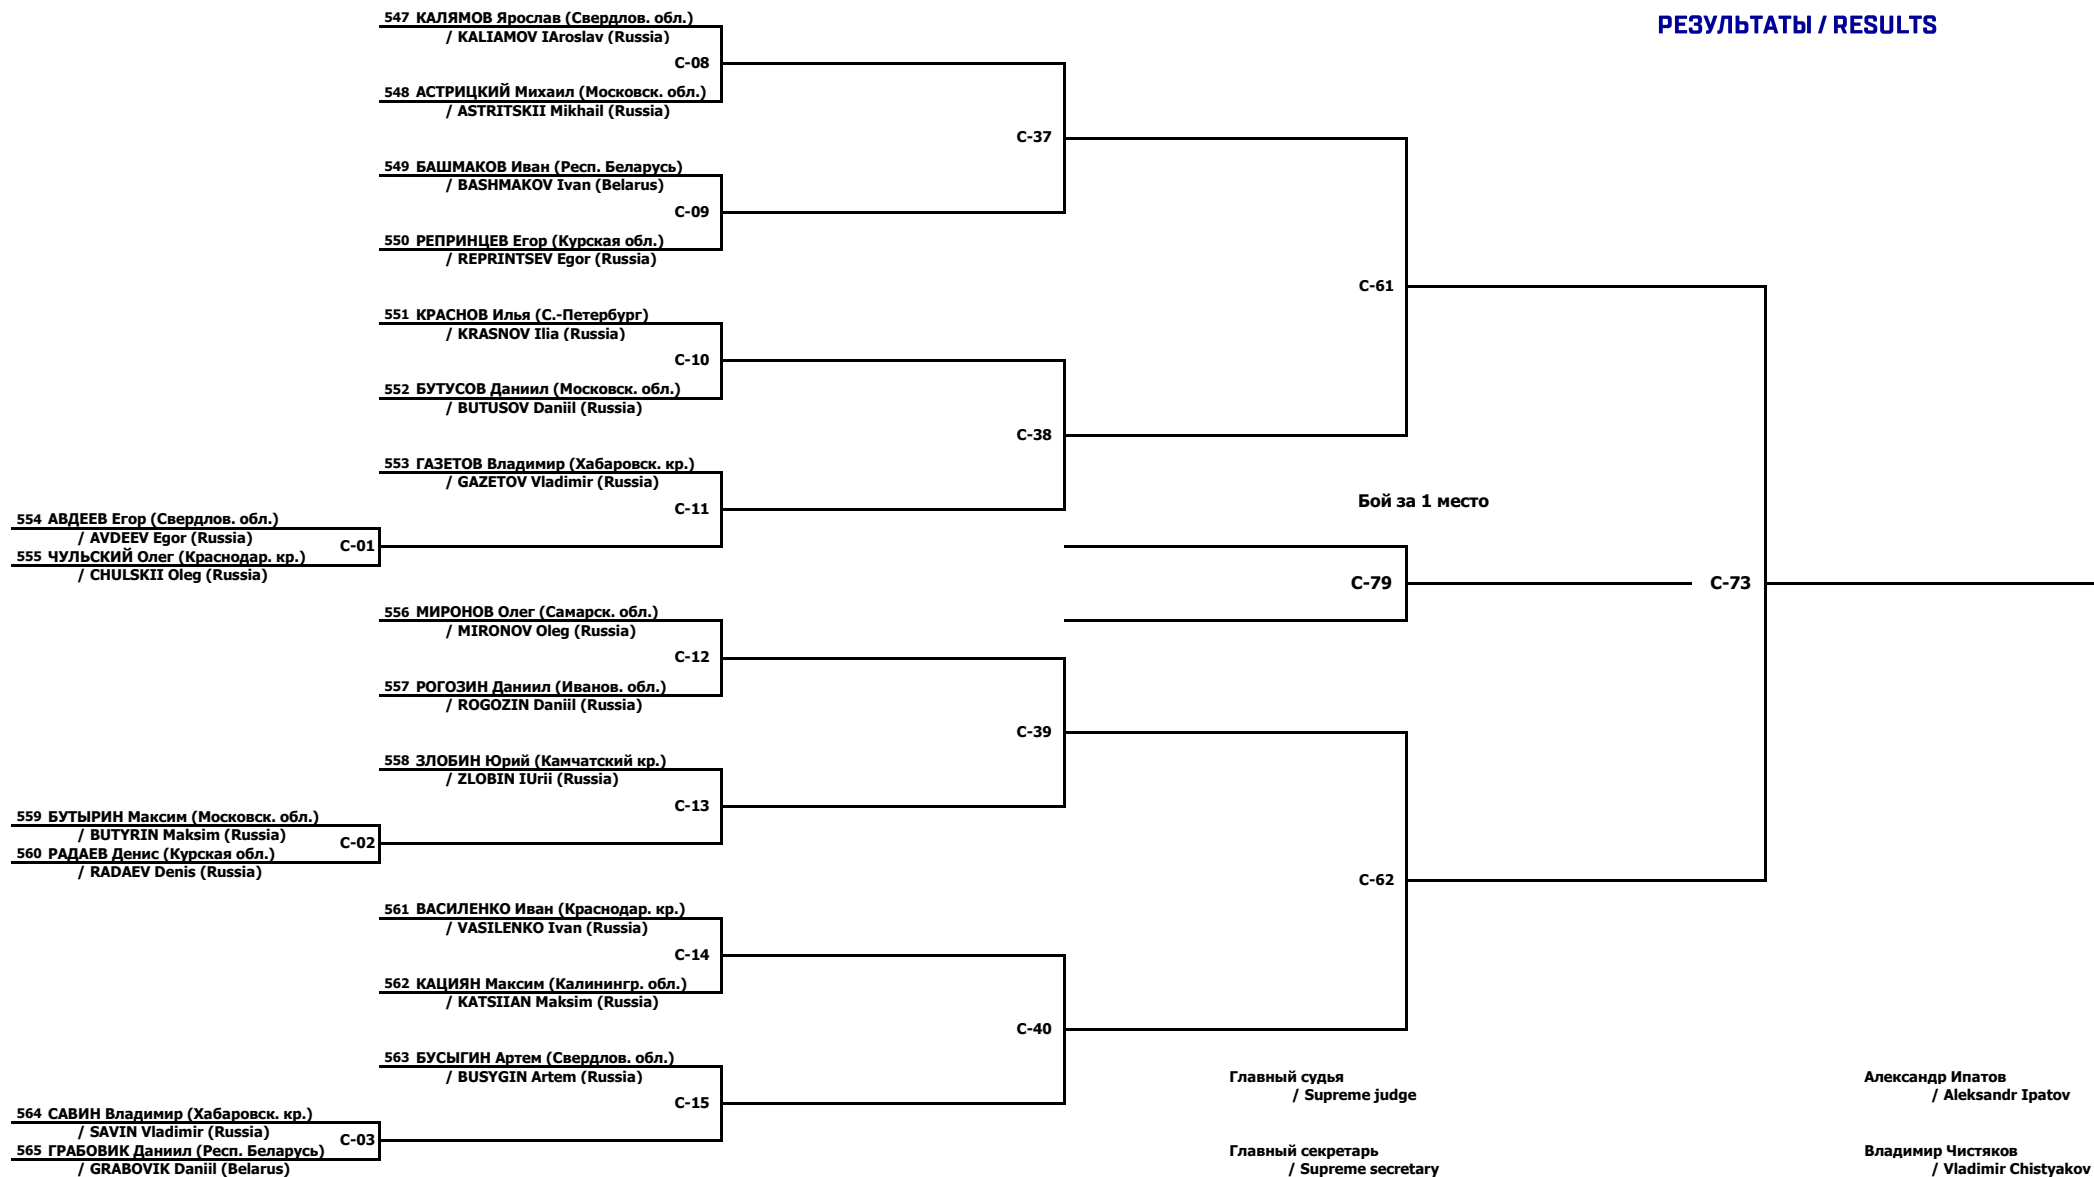 РЕЗУЛЬТАТЫ / RESULTS
547 КАЛЯМОВ Ярослав (Свердлов. обл.)
/ KALIAMOV IAroslav (Russia)
C-08
548 АСТРИЦКИЙ Михаил (Московск. обл.)
/ ASTRITSKII Mikhail (Russia)
C-37
549 БАШМАКОВ Иван (Респ. Беларусь)
/ BASHMAKOV Ivan (Belarus)
C-09
550 РЕПРИНЦЕВ Егор (Курская обл.)
/ REPRINTSEV Egor (Russia)
C-61
551 КРАСНОВ Илья (С.-Петербург)
/ KRASNOV Ilia (Russia)
C-10
552 БУТУСОВ Даниил (Московск. обл.)
/ BUTUSOV Daniil (Russia)
C-38
553 ГАЗЕТОВ Владимир (Хабаровск. кр.)
/ GAZETOV Vladimir (Russia)
C-11
Бой за 1 место
554 АВДЕЕВ Егор (Свердлов. обл.)
/ AVDEEV Egor (Russia)
C-01
555 ЧУЛЬСКИЙ Олег (Краснодар. кр.)
/ CHULSKII Oleg (Russia)
C-79
C-73
556 МИРОНОВ Олег (Самарск. обл.)
/ MIRONOV Oleg (Russia)
C-12
557 РОГОЗИН Даниил (Иванов. обл.)
/ ROGOZIN Daniil (Russia)
C-39
558 ЗЛОБИН Юрий (Камчатский кр.)
/ ZLOBIN IUrii (Russia)
C-13
559 БУТЫРИН Максим (Московск. обл.)
/ BUTYRIN Maksim (Russia)
C-02
560 РАДАЕВ Денис (Курская обл.)
/ RADAEV Denis (Russia)
C-62
561 ВАСИЛЕНКО Иван (Краснодар. кр.)
/ VASILENKO Ivan (Russia)
C-14
562 КАЦИЯН Максим (Калинингр. обл.)
/ KATSIIAN Maksim (Russia)
C-40
563 БУСЫГИН Артем (Свердлов. обл.)
/ BUSYGIN Artem (Russia)
C-15
564 САВИН Владимир (Хабаровск. кр.)
/ SAVIN Vladimir (Russia)
C-03
565 ГРАБОВИК Даниил (Респ. Беларусь)
/ GRABOVIK Daniil (Belarus)
Главный судья
/ Supreme judge
Александр Ипатов
/ Aleksandr Ipatov
Главный секретарь
/ Supreme secretary
Владимир Чистяков
/ Vladimir Chistyakov